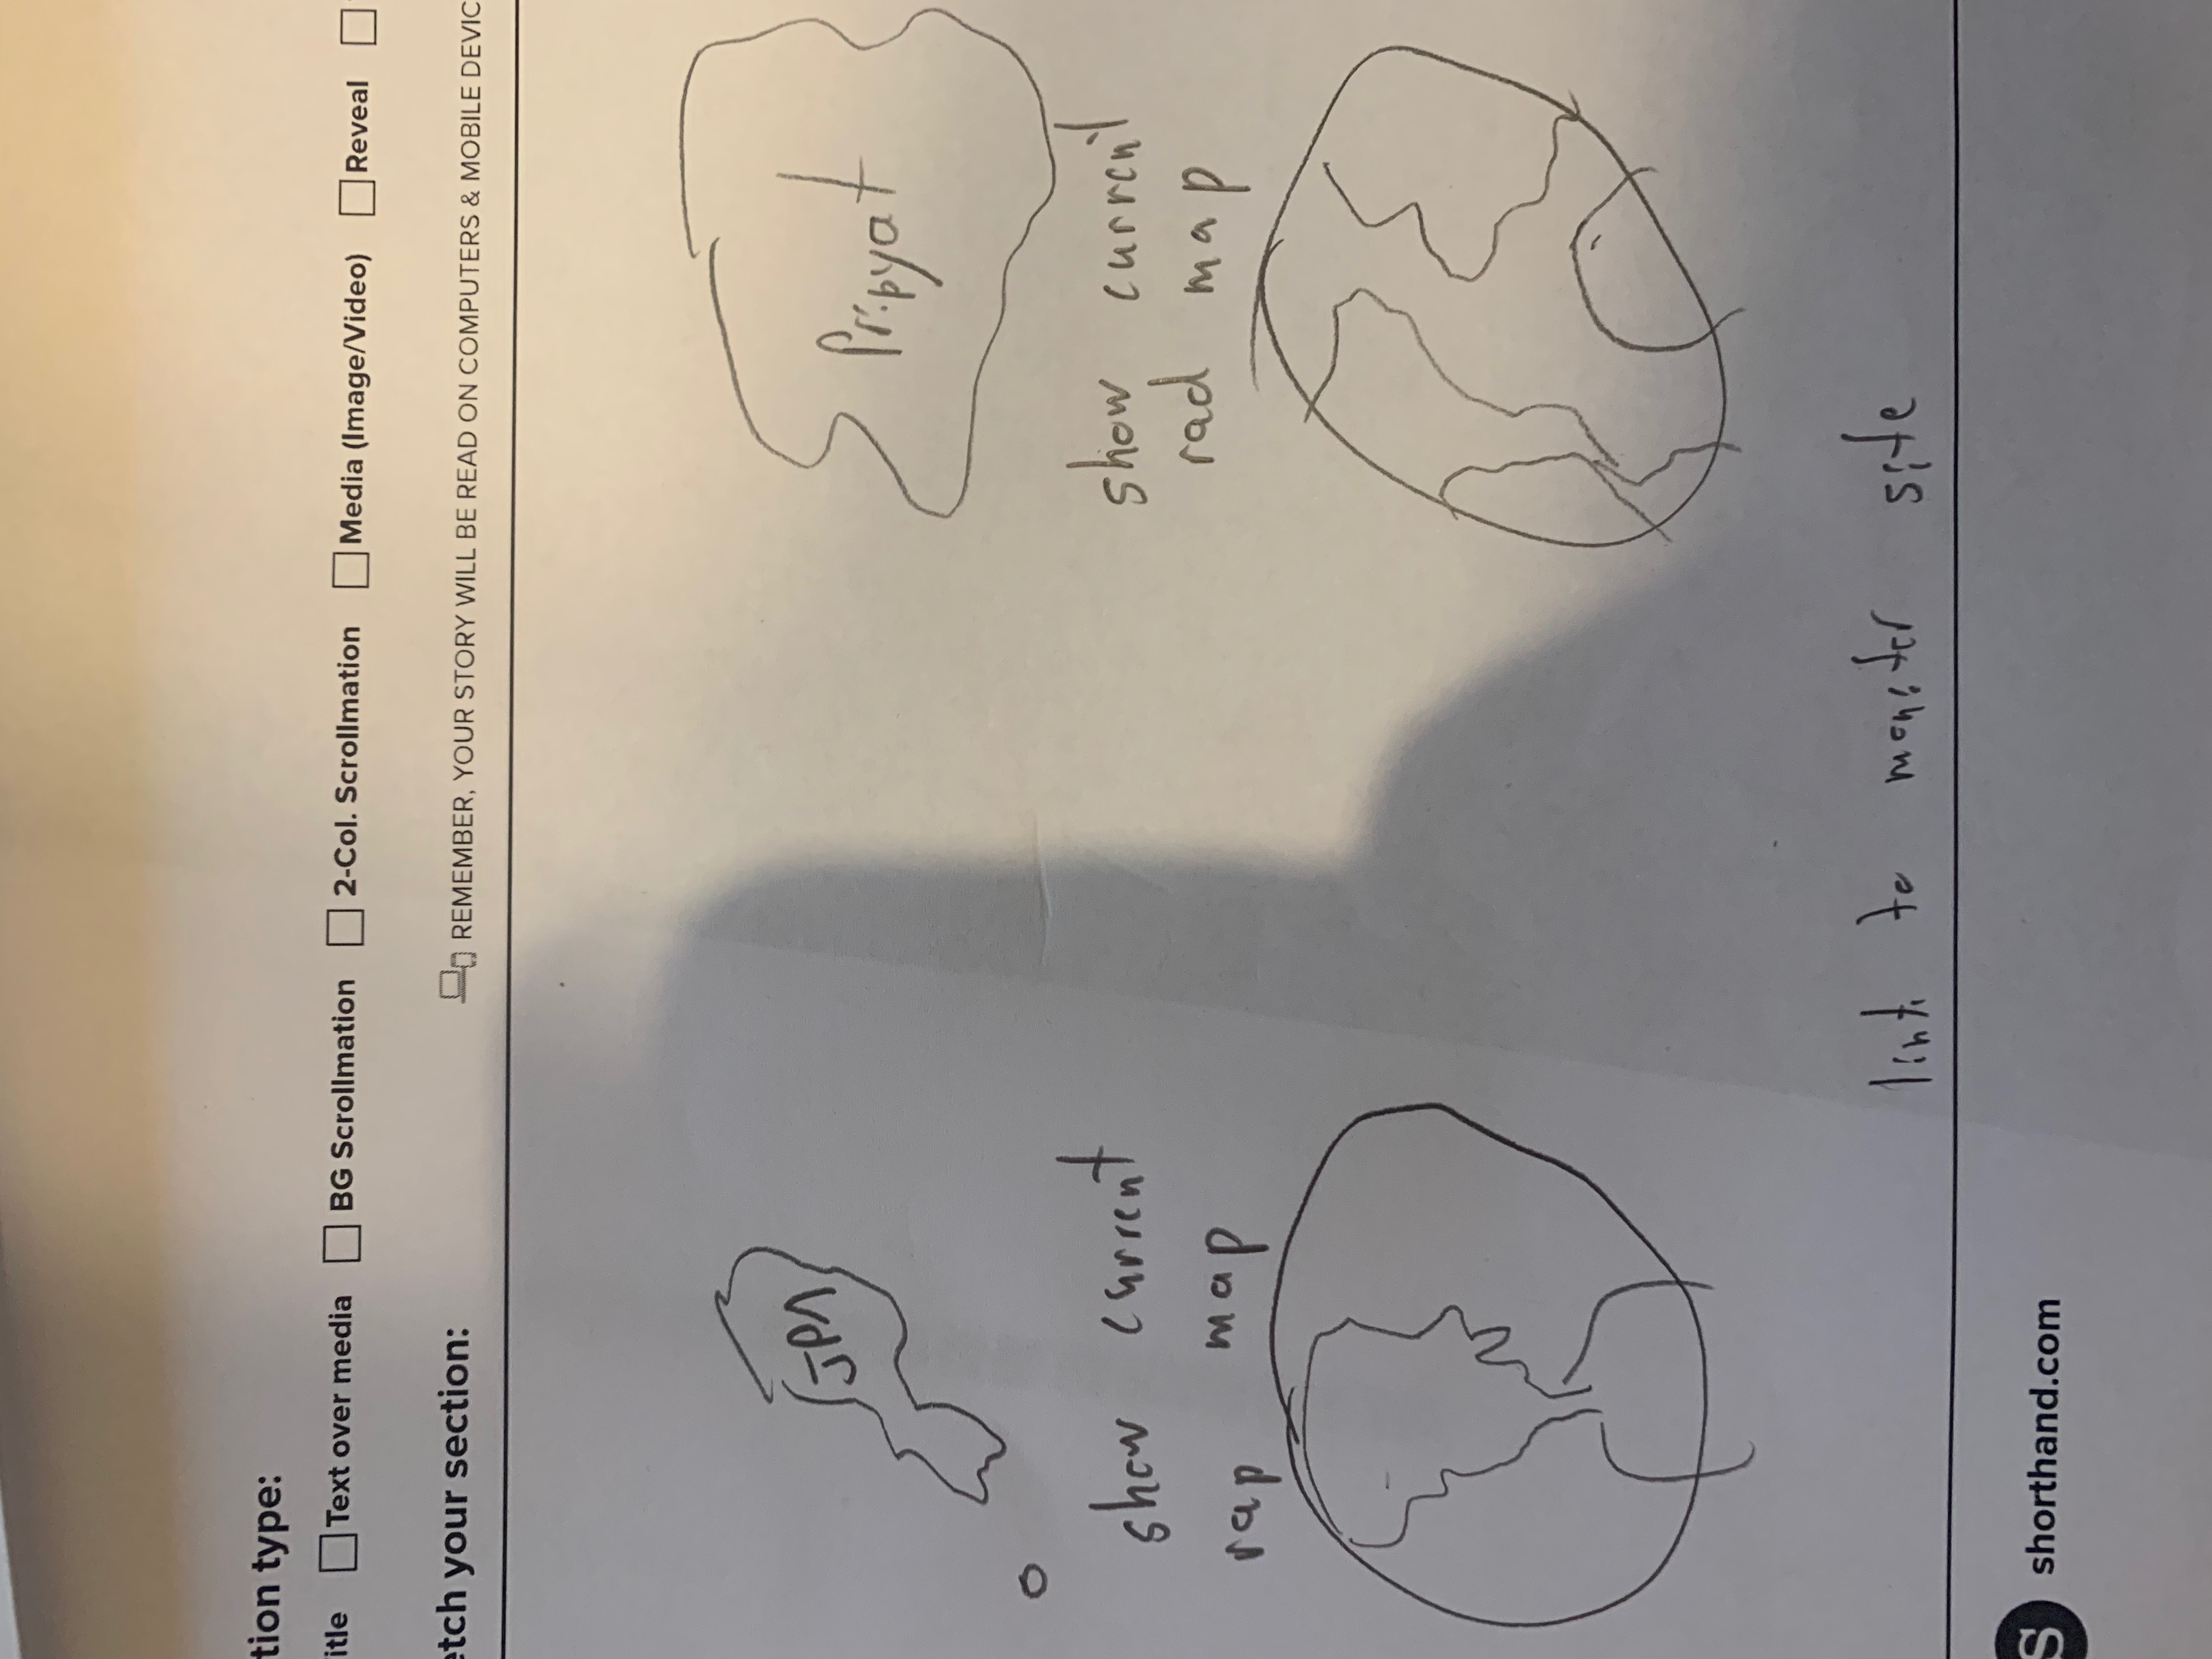 tion type:
itle Text over media BG Scrollmation 2-Col. Scrollmation Media (Image/Video) Reveal
etch your section: REMEMBER, YOUR STORY WILL BE READ ON COMPUTERS & MOBILE DEVIC
JPN
Pripyat
show current
rap map
show current
rad map
to monitor site
S shorthand.com